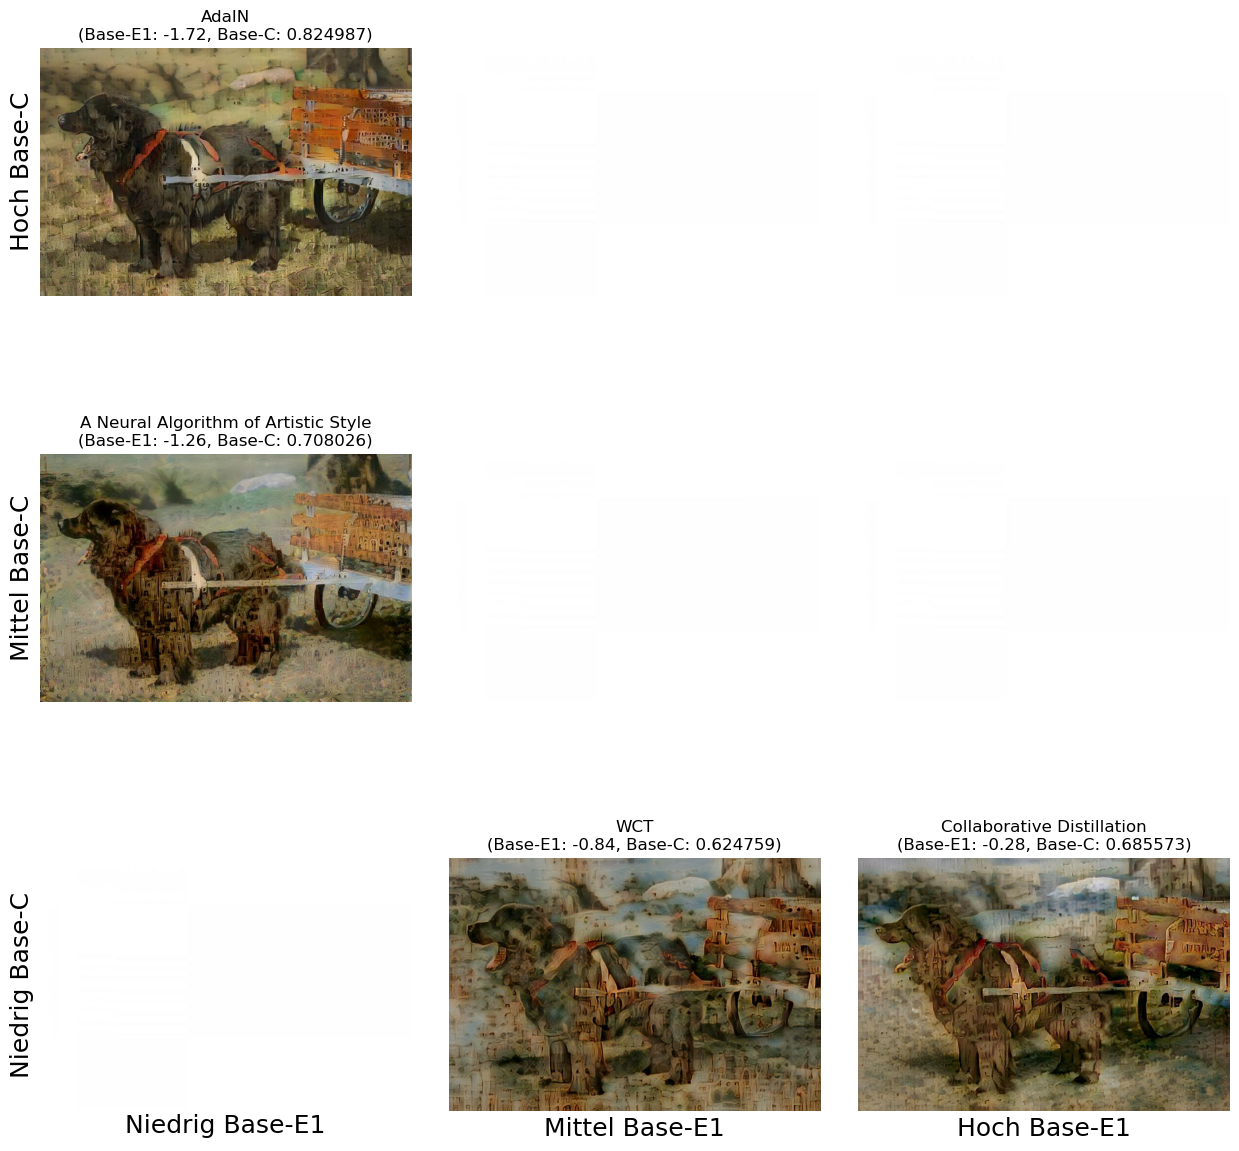 AdaIN
(Base-E1: -1.72, Base-C: 0.824987)
Hoch Base-C
A Neural Algorithm of Artistic Style
(Base-E1: -1.26, Base-C: 0.708026)
Mittel Base-C
WCT
(Base-E1: -0.84, Base-C: 0.624759)
Collaborative Distillation
(Base-E1: -0.28, Base-C: 0.685573)
Niedrig Base-C
Niedrig Base-E1
Mittel Base-E1
Hoch Base-E1